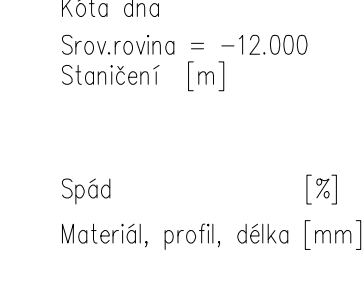 Kóta dna
Srov.rovina = -12.000
Staničení [m]
Spád [%]
Materiál, profil, délka [mm]